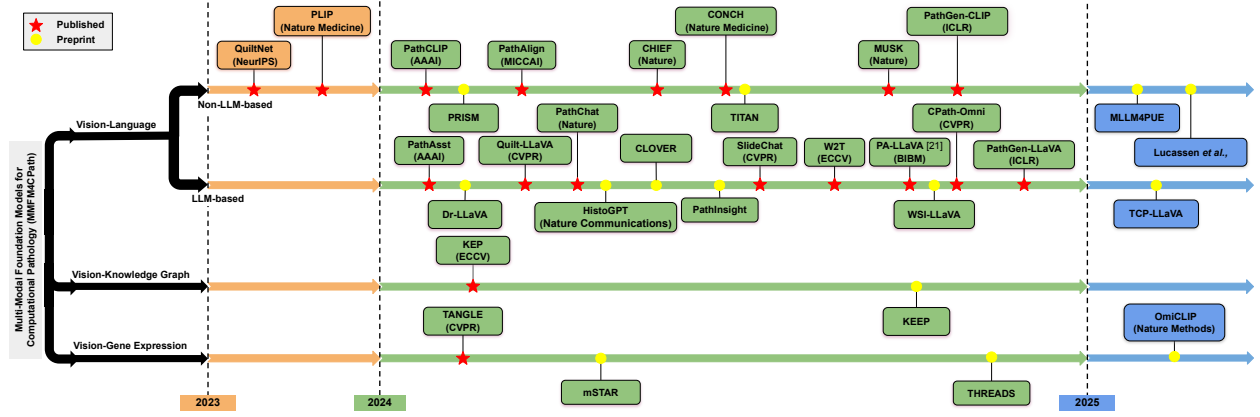 Published
Preprint
PLIP
(Nature Medicine)
QuiltNet
(NeurIPS)
PathCLIP
(AAAI)
PathAlign
(MICCAI)
CHIEF
(Nature)
CONCH
(Nature Medicine)
MUSK
(Nature)
PathGen-CLIP
(ICLR)
Non-LLM-based
PRISM
TITAN
MLLM4PUE
Lucassen et al.,
Vision-Language
PathAsst
(AAAI)
Quilt-LLaVA
(CVPR)
PathChat
(Nature)
CLOVER
SlideChat
(CVPR)
W2T
(ECCV)
PA-LLaVA [21]
(BIBM)
CPath-Omni
(CVPR)
PathGen-LLaVA
(ICLR)
LLM-based
Dr-LLaVA
HistoGPT
(Nature Communications)
PathInsight
WSI-LLaVA
TCP-LLaVA
Multi-Modal Foundation Models for
Computational Pathology (MMFM4CPath)
KEP
(ECCV)
Vision-Knowledge Graph
KEEP
TANGLE
(CVPR)
OmiCLIP
(Nature Methods)
Vision-Gene Expression
mSTAR
THREADS
2023
2024
2025